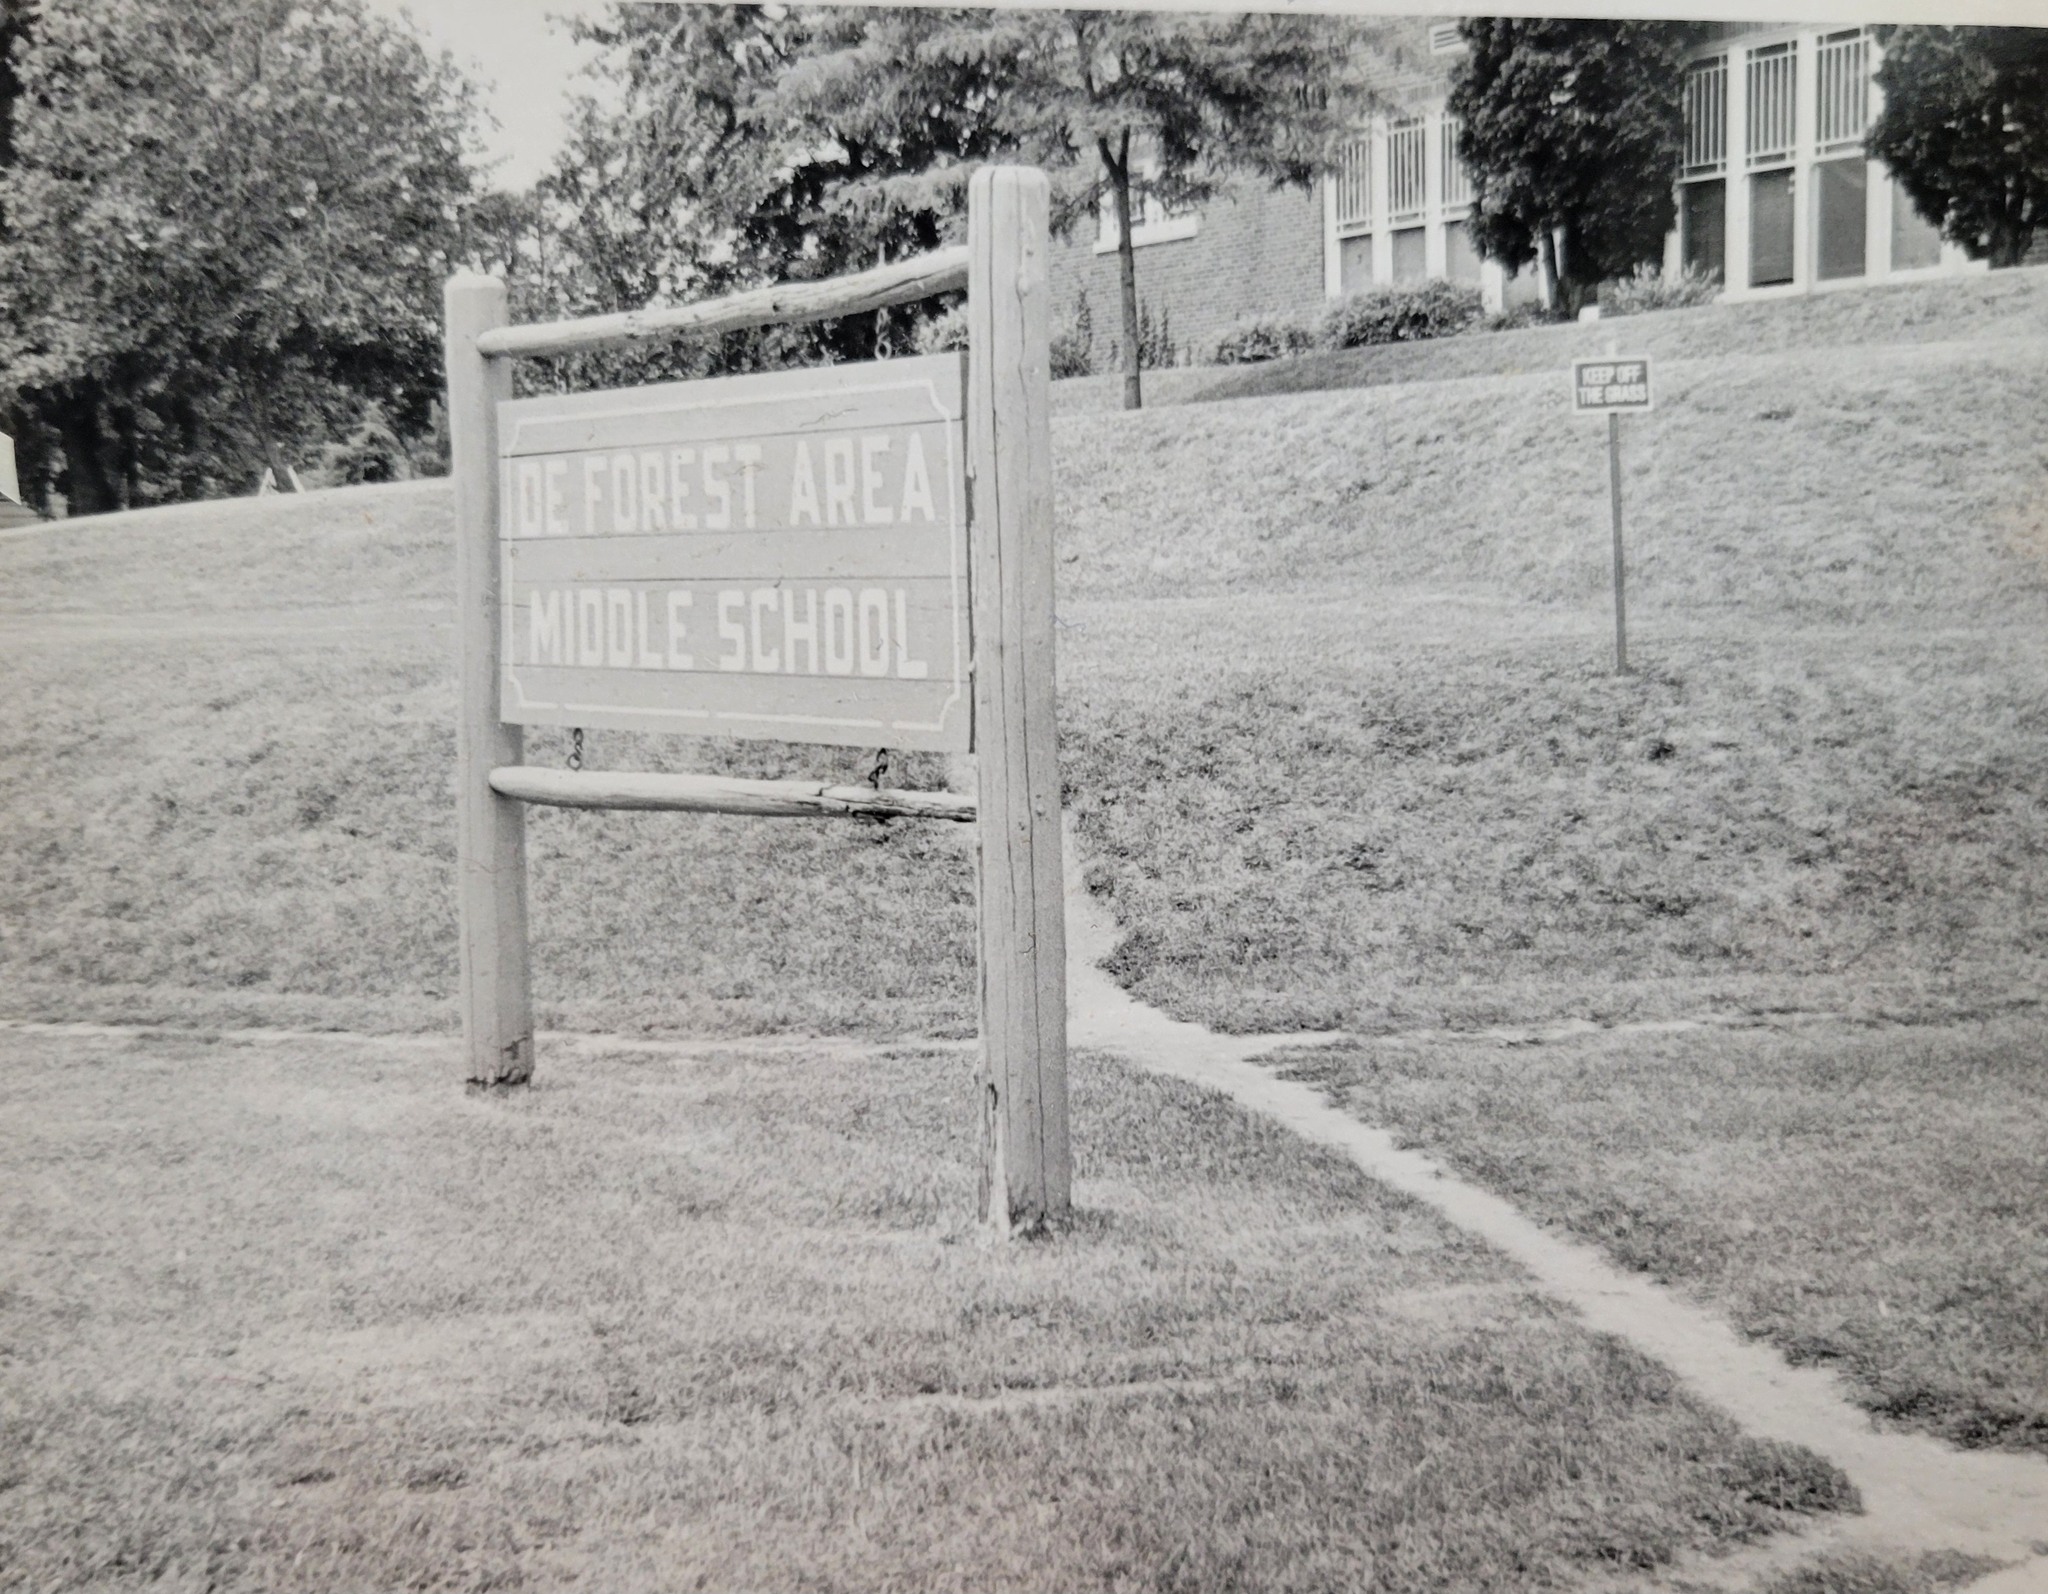 DE FOREST AREA
MIDDLE SCHOOL
KEEP OFF
THE GRASS